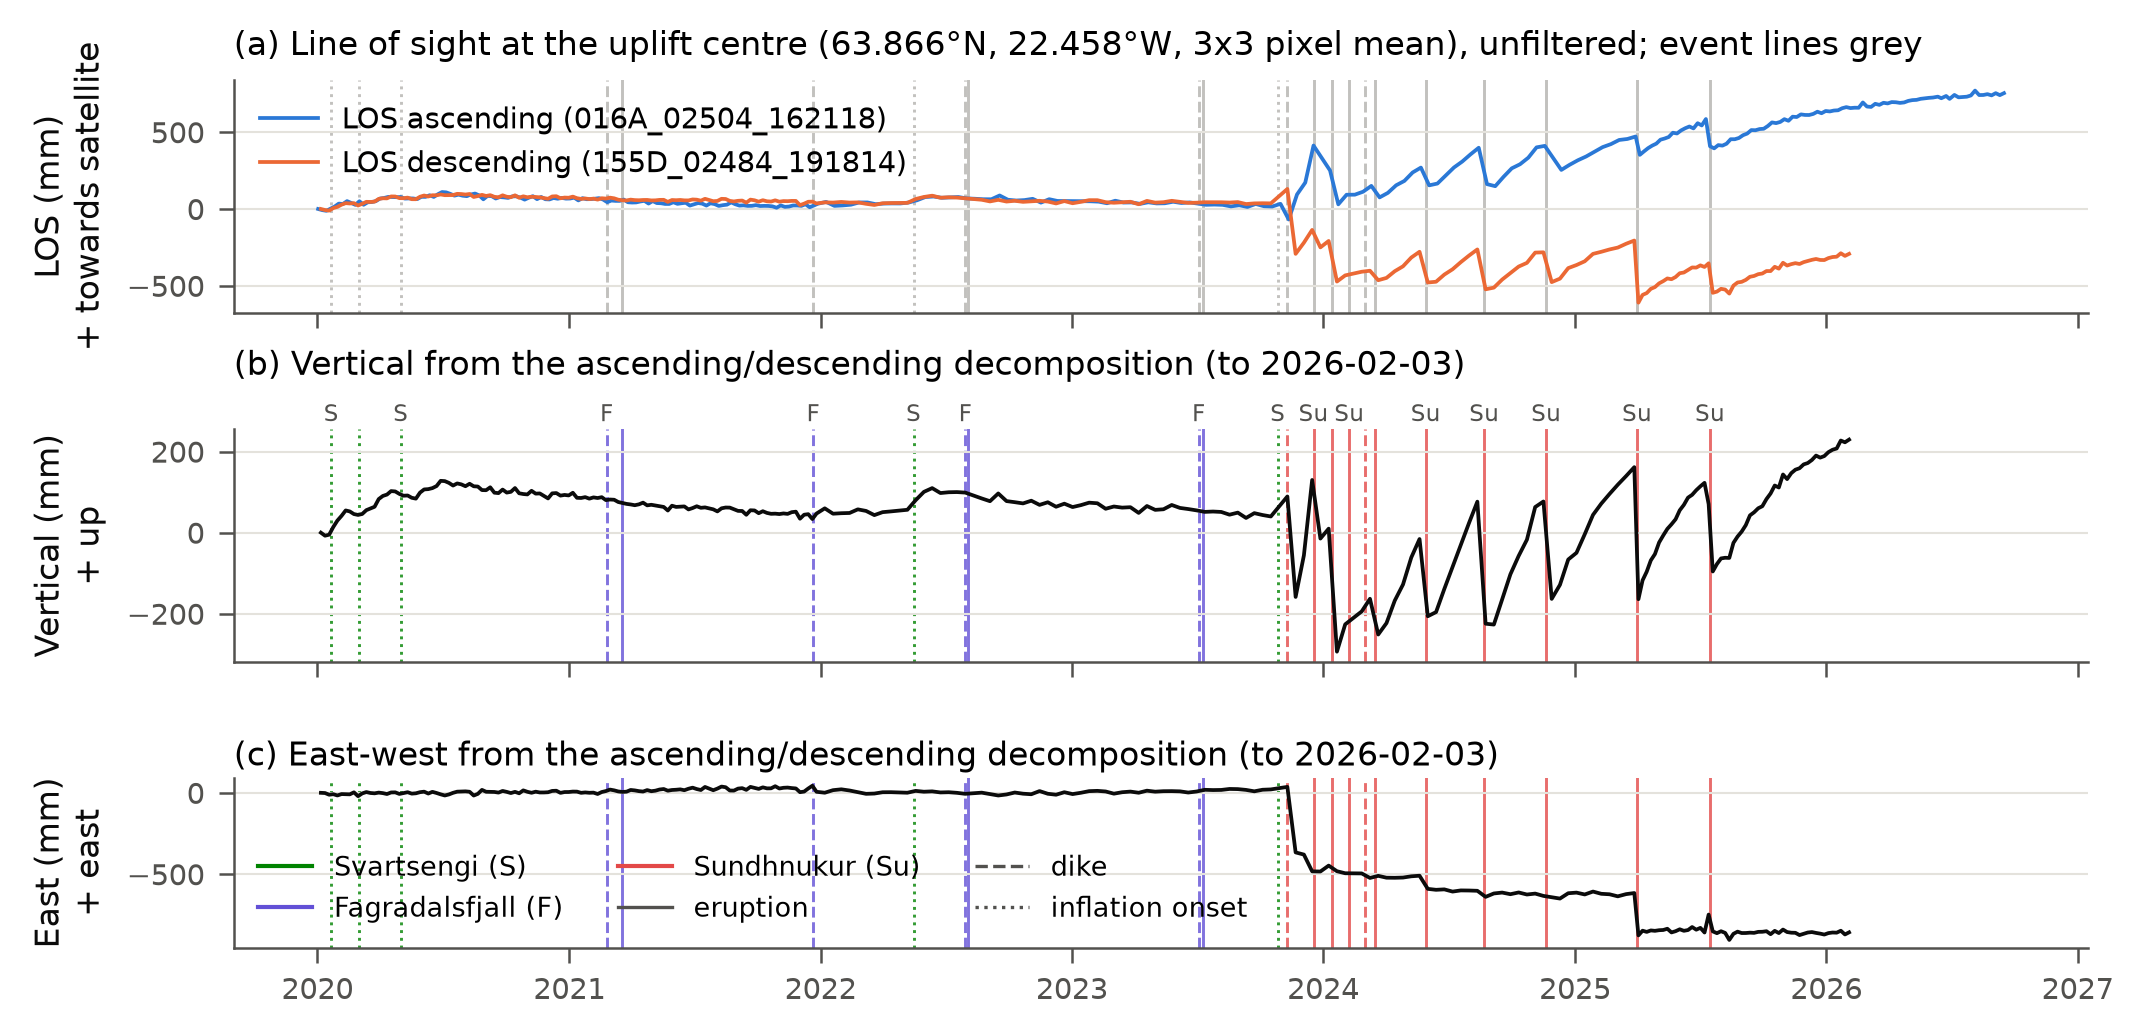 (a) Line of sight at the uplift centre (63.866°N, 22.458°W, 3x3 pixel mean), unfiltered; event lines grey
LOS (mm)
+ towards satellite
500
0
−500
LOS ascending (016A_02504_162118)
LOS descending (155D_02484_191814)
(b) Vertical from the ascending/descending decomposition (to 2026-02-03)
S S F F S F F S Su Su Su Su Su Su Su
Vertical (mm)
+ up
200
0
−200
(c) East-west from the ascending/descending decomposition (to 2026-02-03)
East (mm)
+ east
0
−500
Svartsengi (S) Sundhnukur (Su) dike
Fagradalsfjall (F) eruption inflation onset
2020 2021 2022 2023 2024 2025 2026 2027